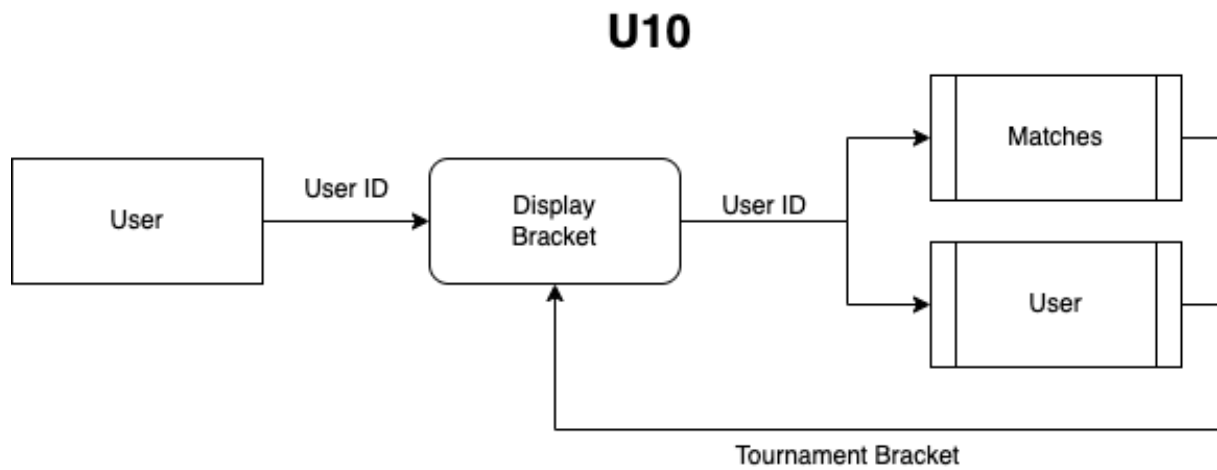 U10
User
User ID
Display
Bracket
User ID
Matches
User
Tournament Bracket